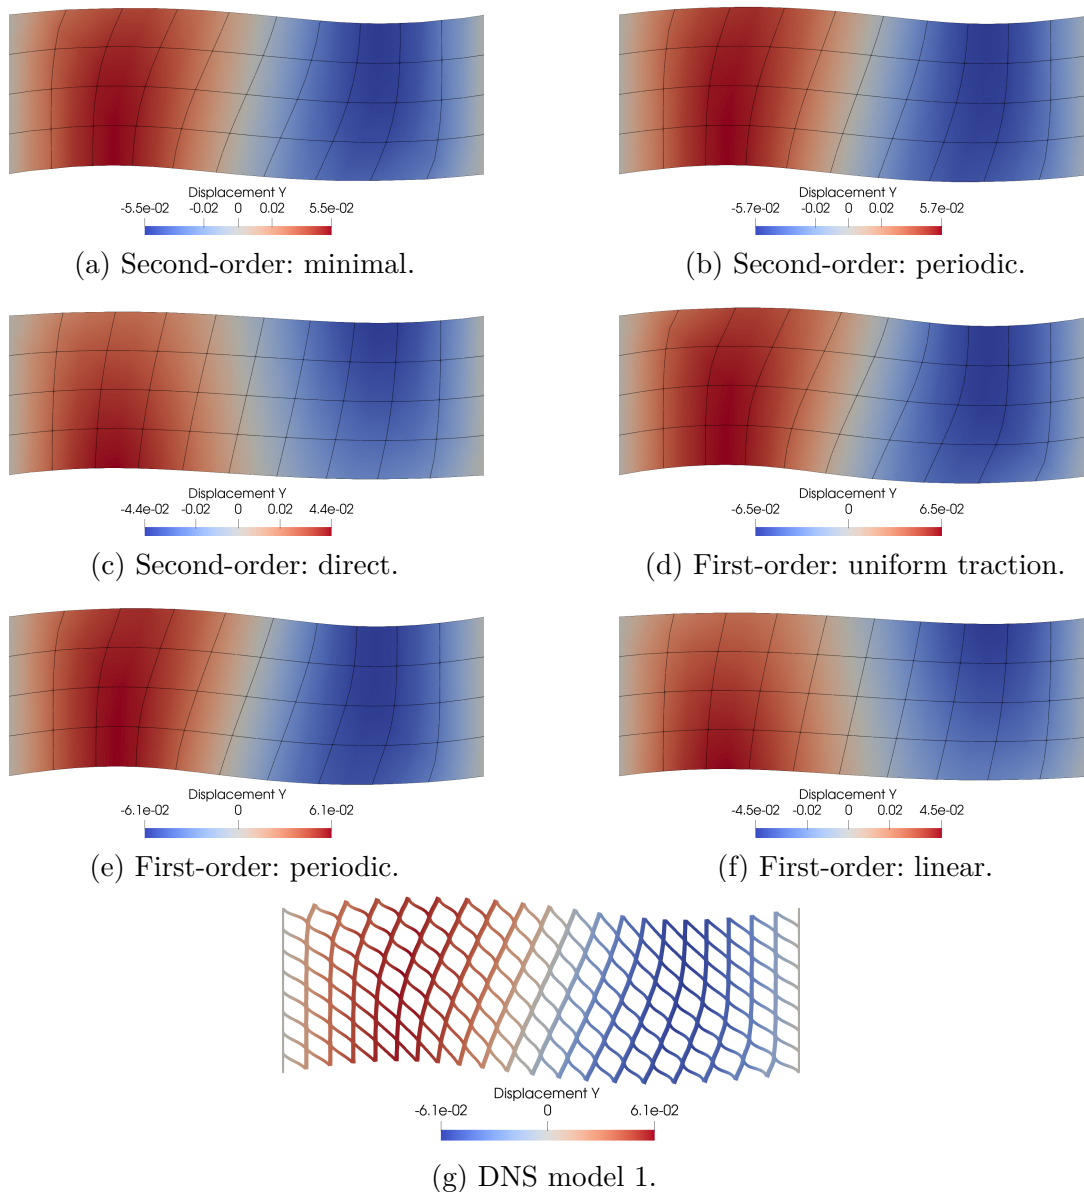 Displacement Y
-5.5e-02 -0.02 0 0.02 5.5e-02
(a) Second-order: minimal.
Displacement Y
-5.7e-02 -0.02 0 0.02 5.7e-02
(b) Second-order: periodic.
Displacement Y
-4.4e-02 -0.02 0 0.02 4.4e-02
(c) Second-order: direct.
Displacement Y
-6.5e-02 0 6.5e-02
(d) First-order: uniform traction.
Displacement Y
-6.1e-02 0 6.1e-02
(e) First-order: periodic.
Displacement Y
-4.5e-02 -0.02 0 0.02 4.5e-02
(f) First-order: linear.
Displacement Y
-6.1e-02 0 6.1e-02
(g) DNS model 1.